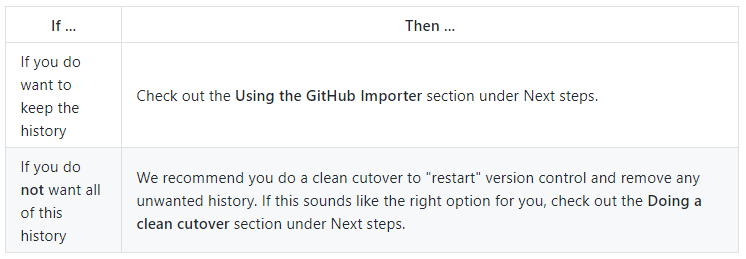 If ...
Then ...
If you do
want to
keep the
history
Check out the Using the GitHub Importer section under Next steps.
If you do
not want all
of this
history
We recommend you do a clean cutover to "restart" version control and remove any
unwanted history. If this sounds like the right option for you, check out the Doing a
clean cutover section under Next steps.